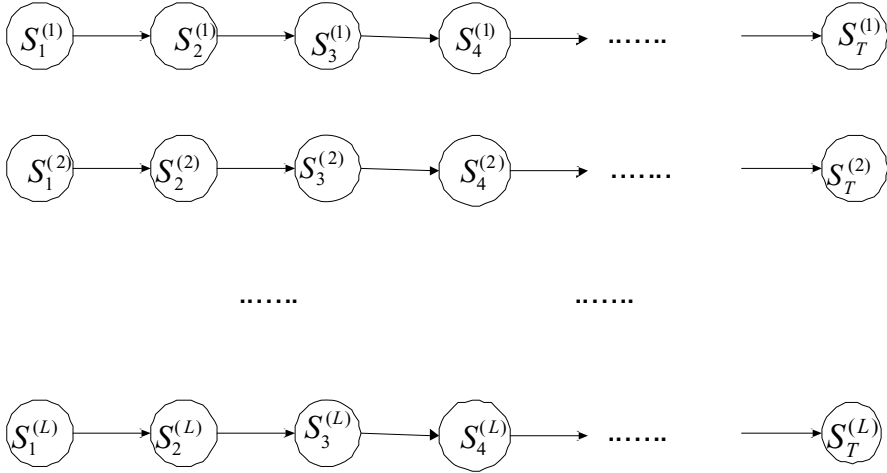 S_1^{(1)} S_2^{(1)} S_3^{(1)} S_4^{(1)} ....... S_T^{(1)}
S_1^{(2)} S_2^{(2)} S_3^{(2)} S_4^{(2)} ....... S_T^{(2)}
....... .......
S_1^{(L)} S_2^{(L)} S_3^{(L)} S_4^{(L)} ....... S_T^{(L)}